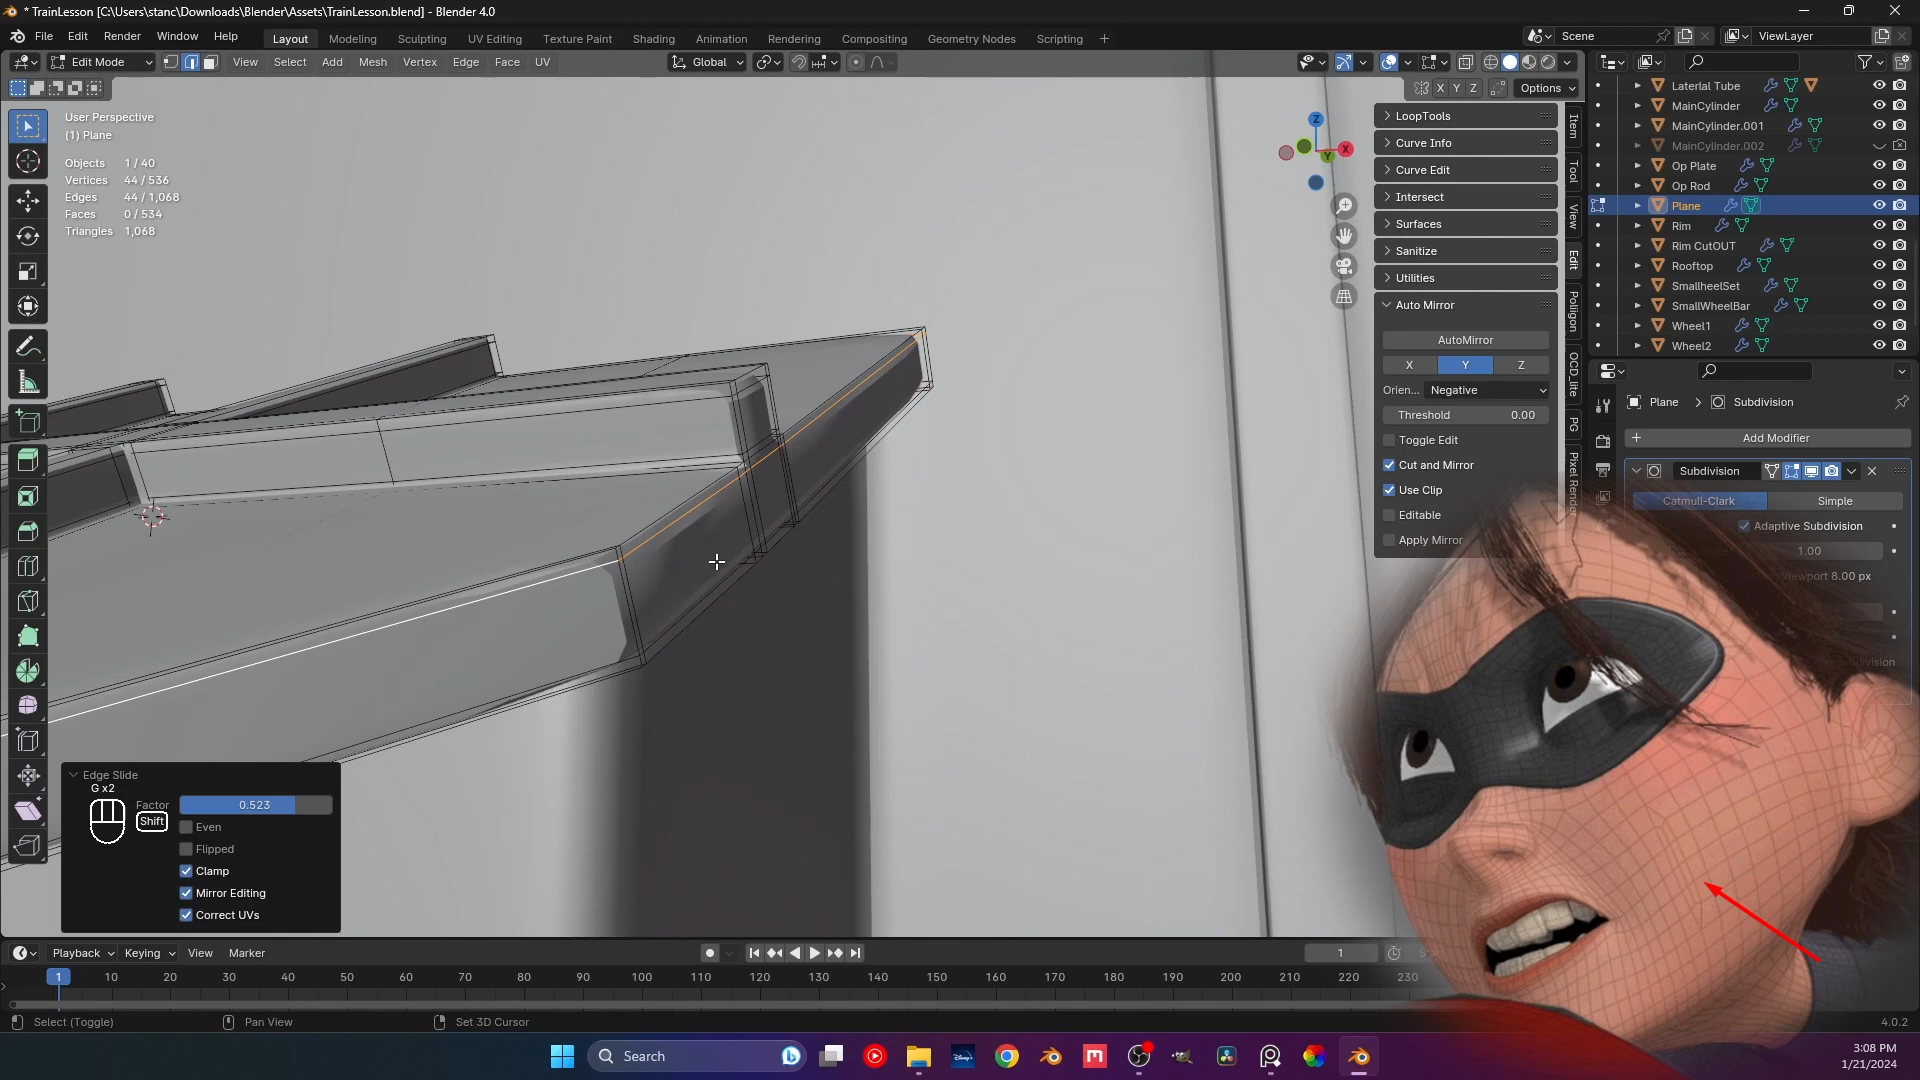 * TrainLesson [C:\Users\stanc\Downloads\Blender\Assets\TrainLesson.blend] - Blender 4.0
File Edit Render Window Help Layout Modeling Sculpting UV Editing Texture Paint Shading Animation Rendering Compositing Geometry Nodes Scripting + Scene ViewLayer
Edit Mode View Select Add Mesh Vertex Edge Face UV Global
X Y Z Options
User Perspective
(1) Plane
Objects 1/40
Vertices 44/536
Edges 44/1,068
Faces 0/534
Triangles 1,068
Z
X
Y
LoopTools
Curve Info
Curve Edit
Intersect
Surfaces
Sanitize
Utilities
Auto Mirror
AutoMirror
X Y Z
Orien... Negative
Threshold 0.00
Toggle Edit
Cut and Mirror
Use Clip
Editable
Apply Mirror
Item
Tool
View
Edit
Poliigon
OCD_lite
PG
Pixel Render
Laterlal Tube
MainCylinder
MainCylinder.001
MainCylinder.002
Op Plate
Op Rod
Plane
Rim
Rim CutOUT
Rooftop
SmallheelSet
SmallWheelBar
Wheel1
Wheel2
Plane > Subdivision
+ Add Modifier
Subdivision
Catmull-Clark Simple
Adaptive Subdivision
1.00
Viewport 8.00 px
Edge Slide
G x2
Factor 0.523
Shift
Even
Flipped
Clamp
Mirror Editing
Correct UVs
Playback Keying View Marker 1
1 10 20 30 40 50 60 70 80 90 100 110 120 130 140 150 160 170 180 190 200 210 220 230
Select (Toggle) Pan View Set 3D Cursor 4.0.2
Search
3:08 PM
1/21/2024